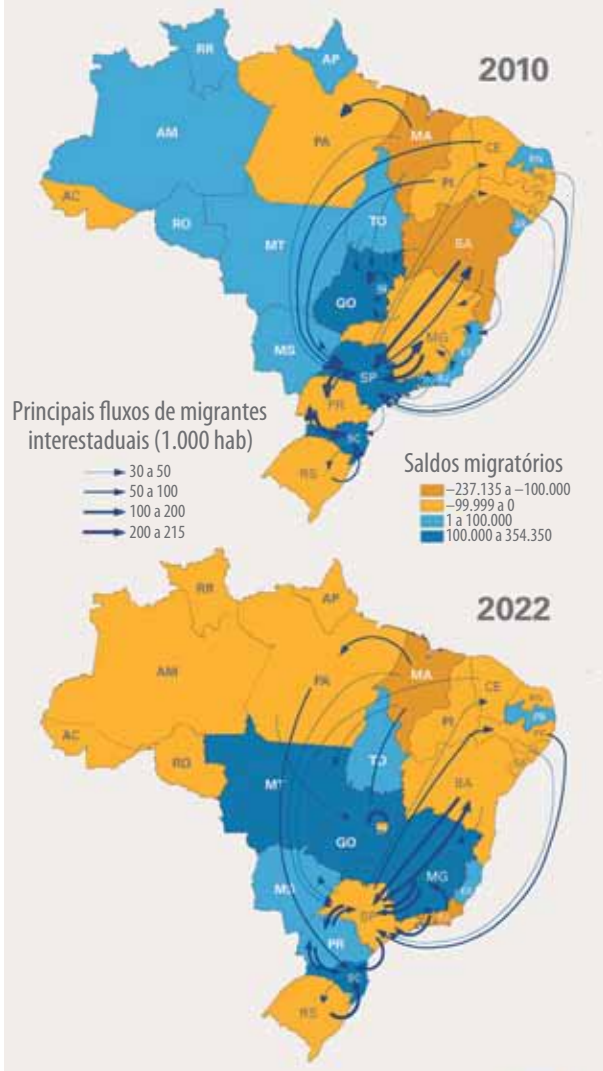 2010
RR
AP
AM
PA
MA
CE
RN
PI
AC
TO
RO
BA
MT
GO
MG
MS
ES
SP
PR
SC
RS
Principais fluxos de migrantes
interestaduais (1.000 hab)
30 a 50
50 a 100
100 a 200
200 a 215
Saldos migratórios
–237.135 a –100.000
–99.999 a 0
1 a 100.000
100.000 a 354.350
2022
RR
AP
AM
PA
MA
CE
RN
PB
PI
PE
AC
TO
RO
BA
MT
GO
MG
MS
ES
SP
PR
SC
RS